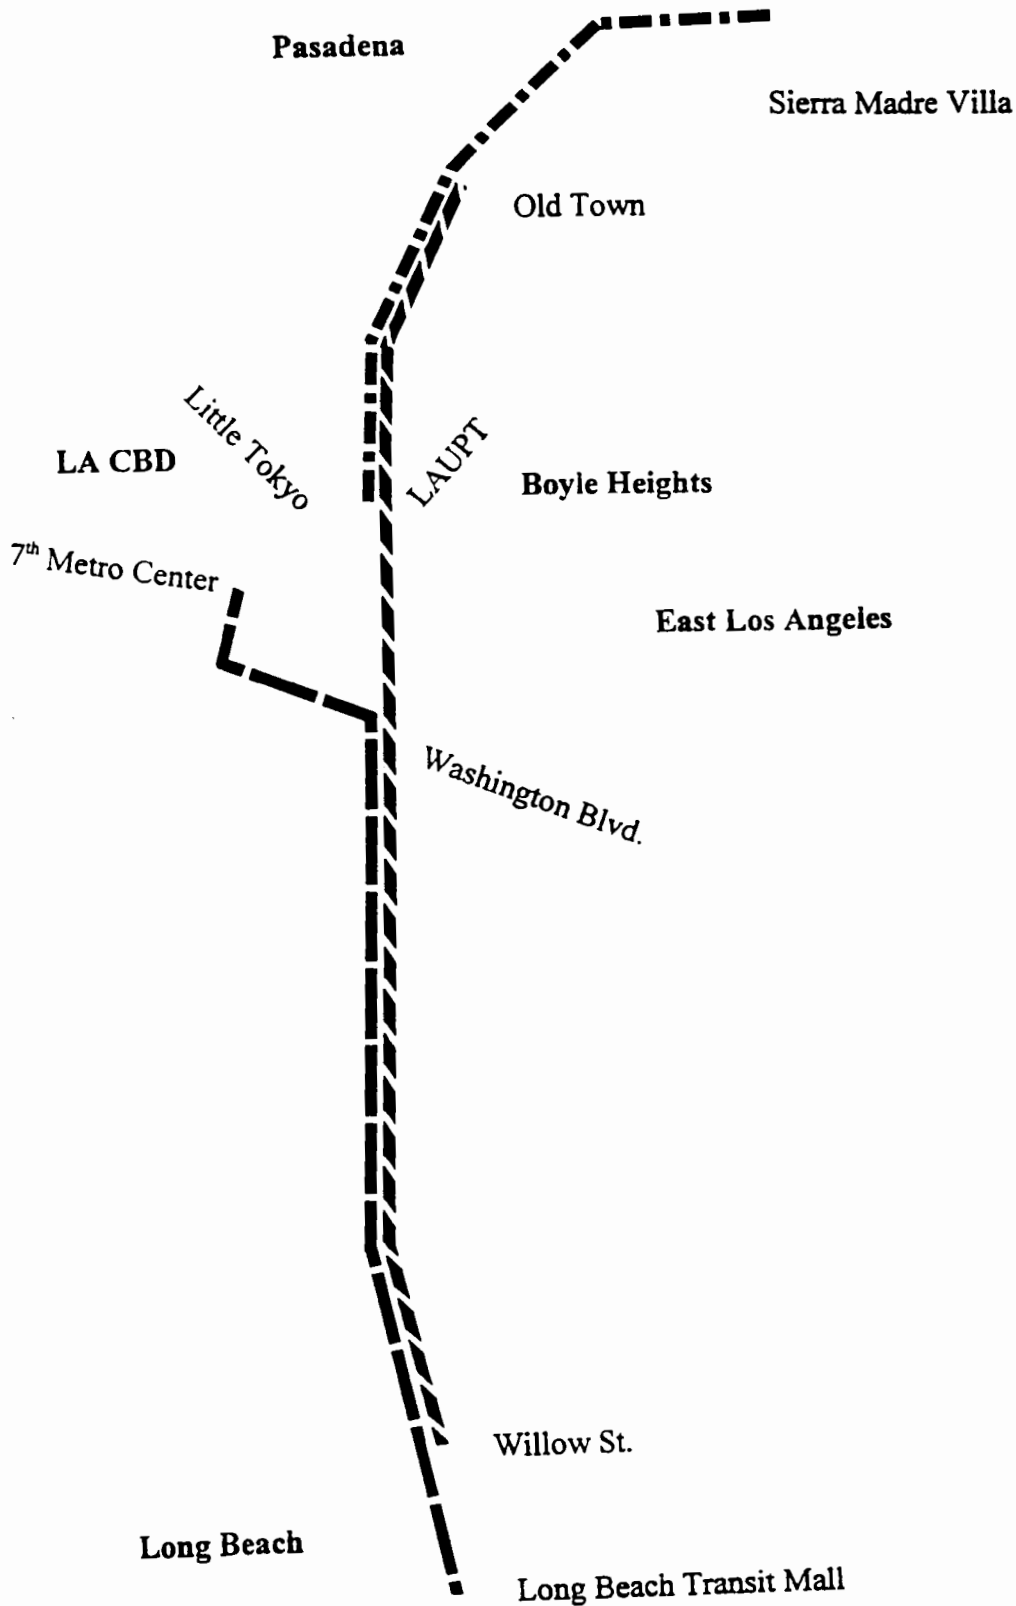 Pasadena
Sierra Madre Villa
Old Town
Little Tokyo
LA CBD
LAUPT
Boyle Heights
7th Metro Center
East Los Angeles
Washington Blvd.
Willow St.
Long Beach
Long Beach Transit Mall